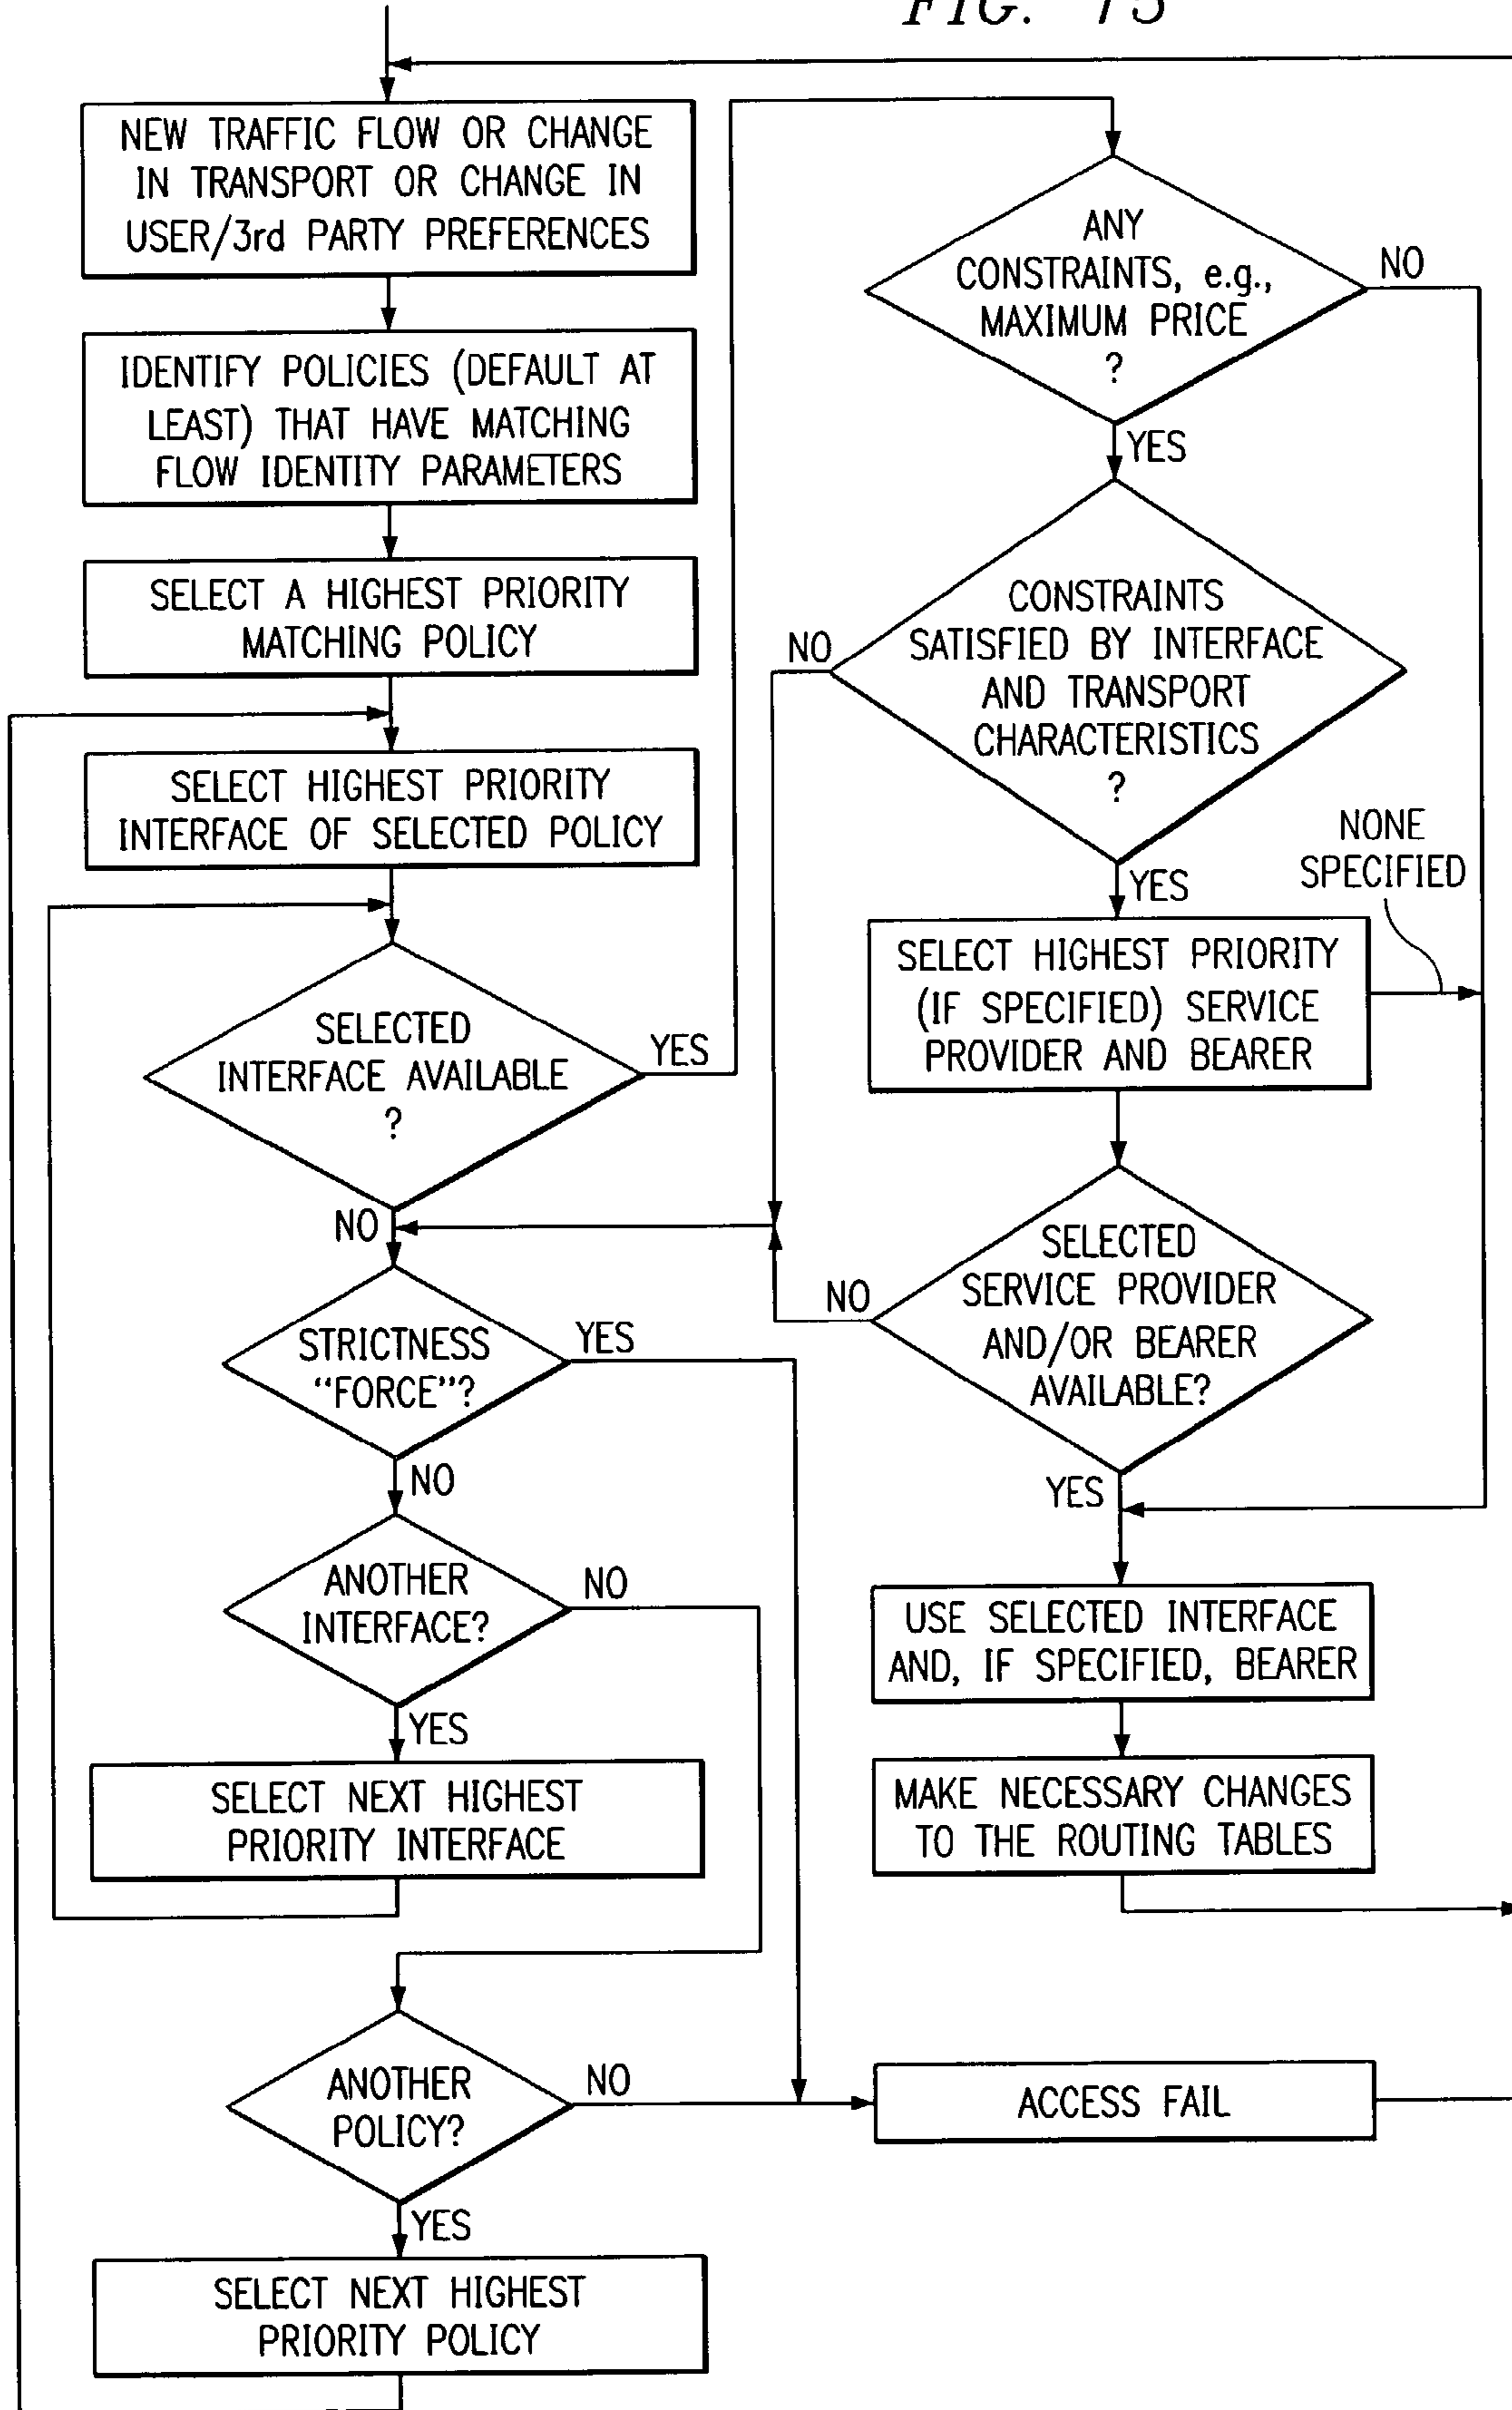 FIG. 75
NEW TRAFFIC FLOW OR CHANGE
IN TRANSPORT OR CHANGE IN
USER/3rd PARTY PREFERENCES
IDENTIFY POLICIES (DEFAULT AT
LEAST) THAT HAVE MATCHING
FLOW IDENTITY PARAMETERS
SELECT A HIGHEST PRIORITY
MATCHING POLICY
SELECT HIGHEST PRIORITY
INTERFACE OF SELECTED POLICY
SELECTED
INTERFACE AVAILABLE
?
YES
NO
STRICTNESS
"FORCE"?
YES
NO
ANOTHER
INTERFACE?
NO
YES
SELECT NEXT HIGHEST
PRIORITY INTERFACE
ANOTHER
POLICY?
NO
YES
SELECT NEXT HIGHEST
PRIORITY POLICY
ANY
CONSTRAINTS, e.g.,
MAXIMUM PRICE
?
NO
YES
CONSTRAINTS
SATISFIED BY INTERFACE
AND TRANSPORT
CHARACTERISTICS
?
NO
YES
NONE
SPECIFIED
SELECT HIGHEST PRIORITY
(IF SPECIFIED) SERVICE
PROVIDER AND BEARER
SELECTED
SERVICE PROVIDER
AND/OR BEARER
AVAILABLE?
NO
YES
USE SELECTED INTERFACE
AND, IF SPECIFIED, BEARER
MAKE NECESSARY CHANGES
TO THE ROUTING TABLES
ACCESS FAIL